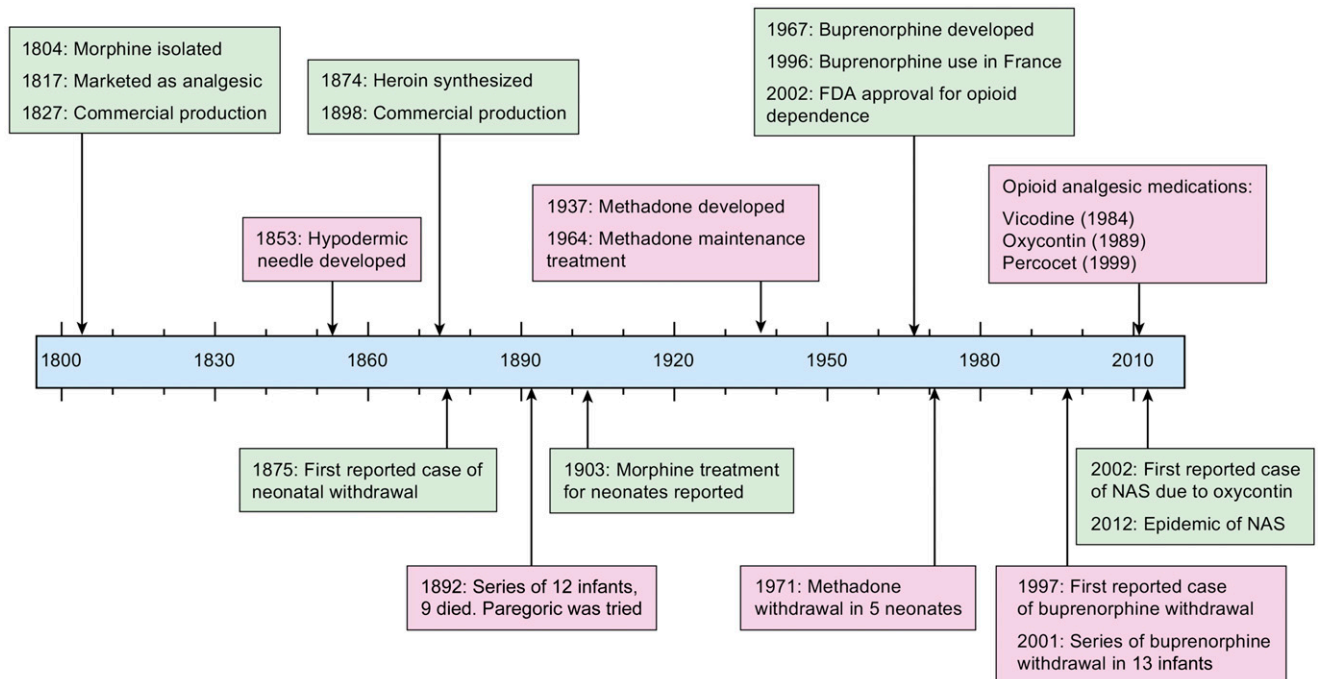 1804: Morphine isolated
1817: Marketed as analgesic
1827: Commercial production
1874: Heroin synthesized
1898: Commercial production
1967: Buprenorphine developed
1996: Buprenorphine use in France
2002: FDA approval for opioid
dependence
1853: Hypodermic
needle developed
1937: Methadone developed
1964: Methadone maintenance
treatment
Opioid analgesic medications:
Vicodine (1984)
Oxycontin (1989)
Percocet (1999)
1800 1830 1860 1890 1920 1950 1980 2010
1875: First reported case of
neonatal withdrawal
1903: Morphine treatment
for neonates reported
2002: First reported case
of NAS due to oxycontin
2012: Epidemic of NAS
1892: Series of 12 infants,
9 died. Paregoric was tried
1971: Methadone
withdrawal in 5 neonates
1997: First reported case
of buprenorphine withdrawal
2001: Series of buprenorphine
withdrawal in 13 infants